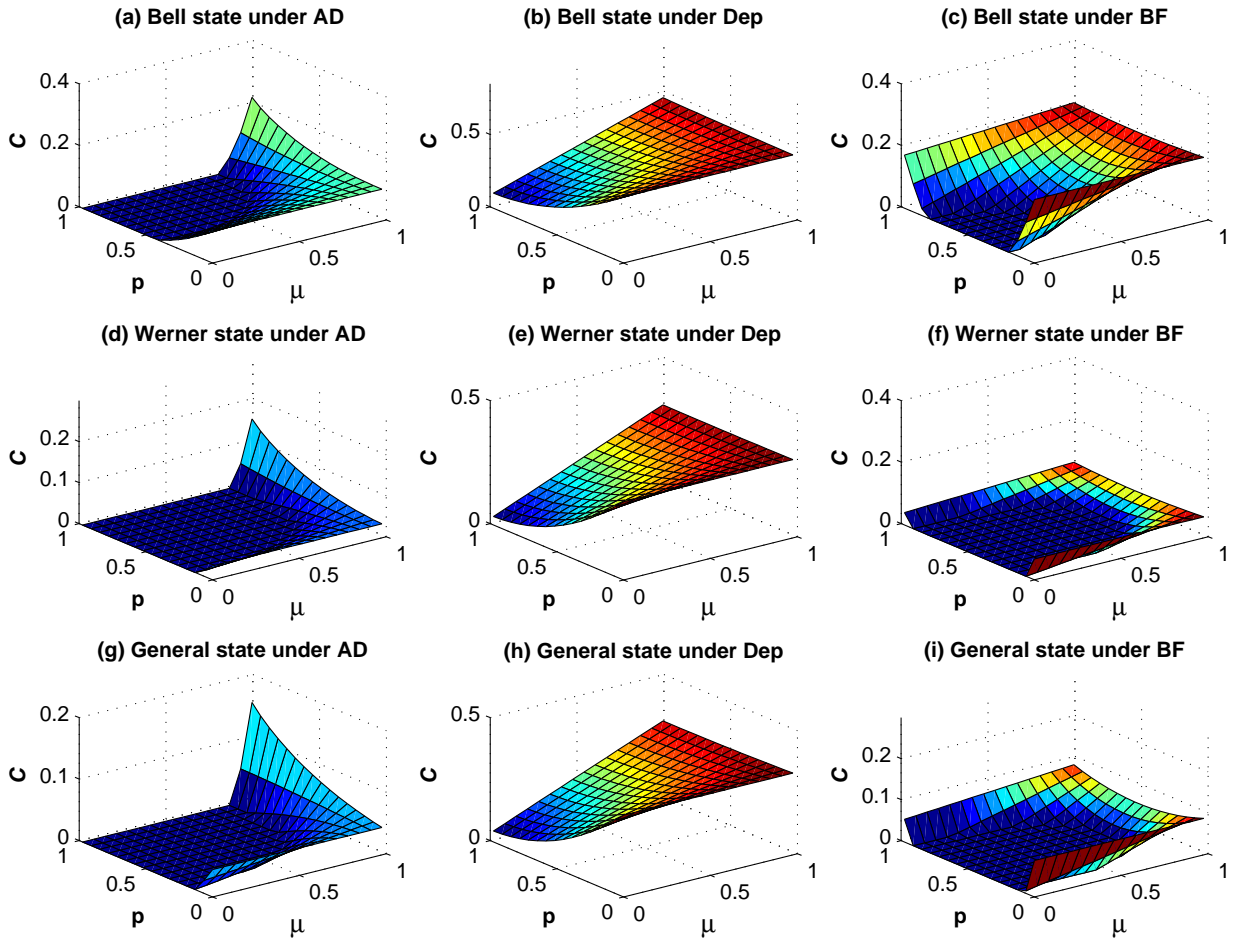 (a) Bell state under AD
(b) Bell state under Dep
(c) Bell state under BF
0.4
0.2
0
C
1
0.5
0
p
0
0.5
1
μ
0.5
0
C
1
0.5
0
p
0
0.5
1
μ
0.4
0.2
0
C
1
0.5
0
p
0
0.5
1
μ
(d) Werner state under AD
(e) Werner state under Dep
(f) Werner state under BF
0.2
0.1
0
C
1
0.5
0
p
0
0.5
1
μ
0.5
0
C
1
0.5
0
p
0
0.5
1
μ
0.4
0.2
0
C
1
0.5
0
p
0
0.5
1
μ
(g) General state under AD
(h) General state under Dep
(i) General state under BF
0.2
0.1
0
C
1
0.5
0
p
0
0.5
1
μ
0.5
0
C
1
0.5
0
p
0
0.5
1
μ
0.2
0.1
0
C
1
0.5
0
p
0
0.5
1
μ